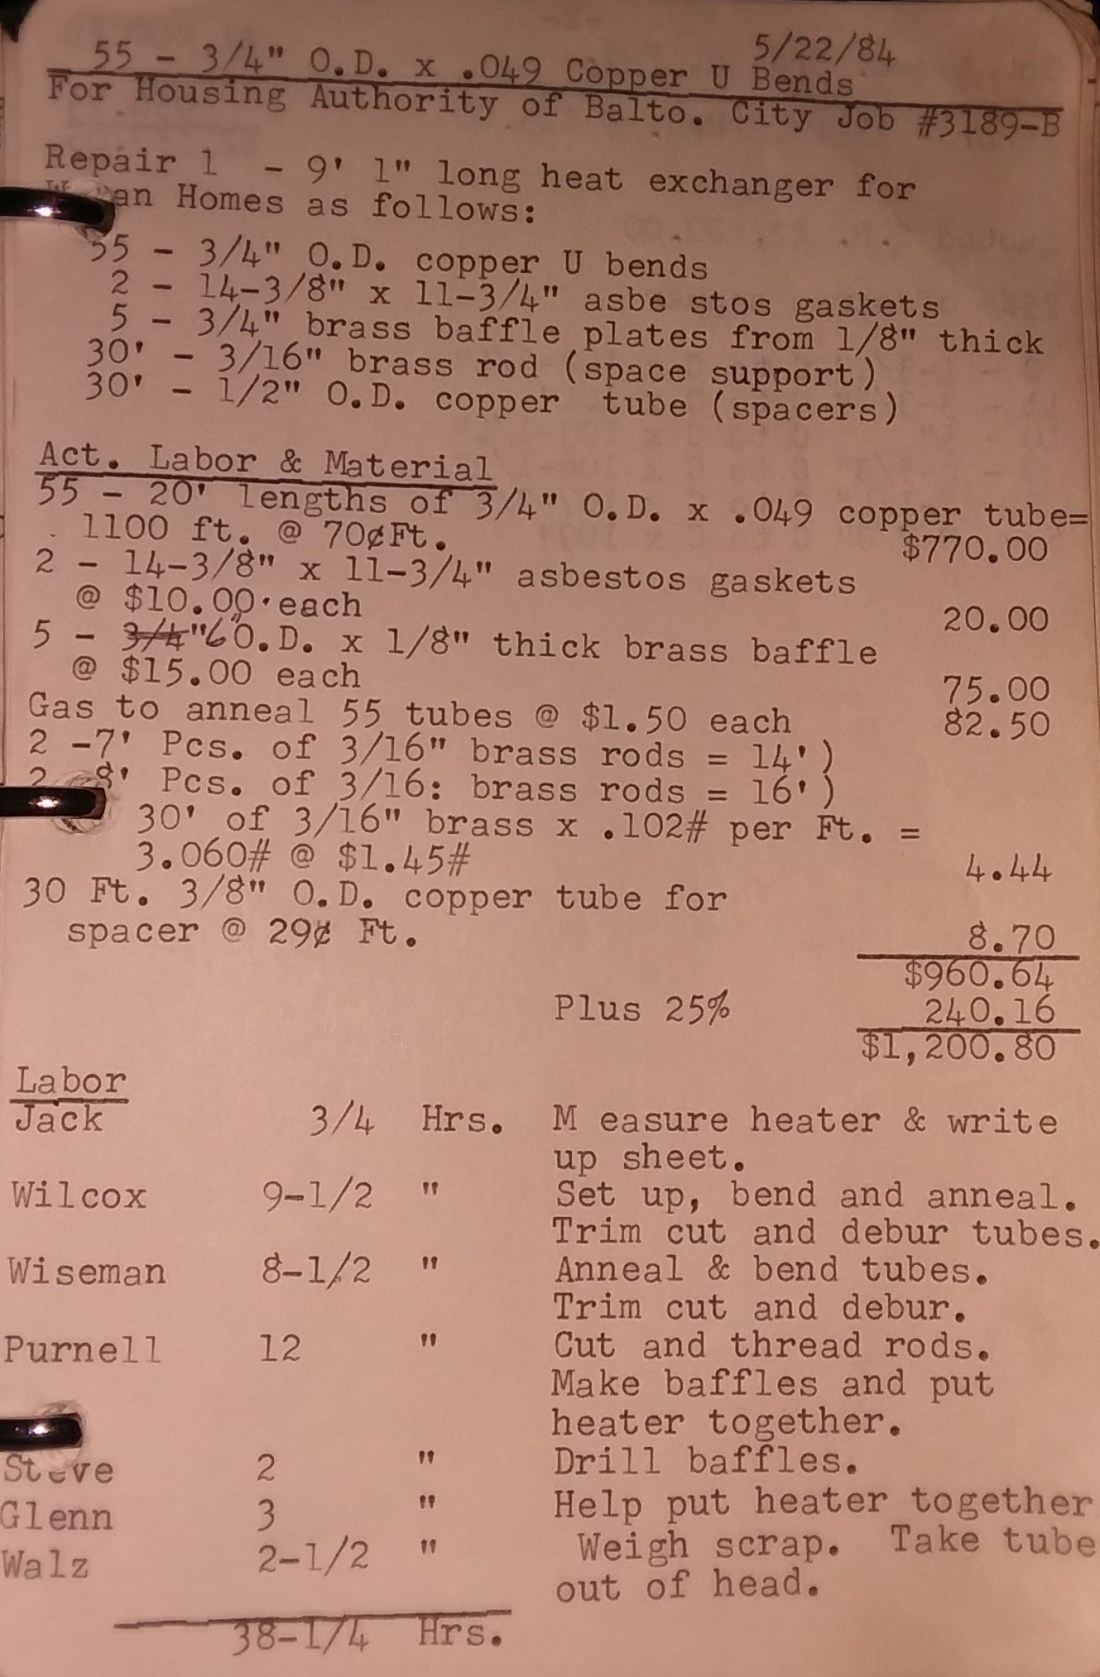 5/22/84
55 - 3/4" O.D. x .049 Copper U Bends
For Housing Authority of Balto. City Job #3189-B
Repair 1 - 9' 1" long heat exchanger for
Homes as follows:
55 - 3/4" O.D. copper U bends
2 - 14-3/8" x 11-3/4" asbe stos gaskets
5 - 3/4" brass baffle plates from 1/8" thick
30' - 3/16" brass rod (space support)
30' - 1/2" O.D. copper tube (spacers)
Act. Labor & Material
55 - 20' lengths of 3/4" O.D. x .049 copper tube=
1100 ft. @ 70¢Ft. $770.00
2 - 14-3/8" x 11-3/4" asbestos gaskets
@ $10.00 each 20.00
5 - 3/4" 6" O.D. x 1/8" thick brass baffle
@ $15.00 each 75.00
Gas to anneal 55 tubes @ $1.50 each 82.50
2 -7' Pcs. of 3/16" brass rods = 14')
2 8' Pcs. of 3/16: brass rods = 16')
30' of 3/16" brass x .102# per Ft. =
3.060# @ $1.45# 4.44
30 Ft. 3/8" O.D. copper tube for
spacer @ 29¢ Ft. 8.70
$960.64
Plus 25% 240.16
$1,200.80
Labor
Jack 3/4 Hrs. M easure heater & write
up sheet.
Wilcox 9-1/2 " Set up, bend and anneal.
Trim cut and debur tubes.
Wiseman 8-1/2 " Anneal & bend tubes.
Trim cut and debur.
Purnell 12 " Cut and thread rods.
Make baffles and put
heater together.
Steve 2 " Drill baffles.
Glenn 3 " Help put heater together
Walz 2-1/2 " Weigh scrap. Take tube
out of head.
38-1/4 Hrs.